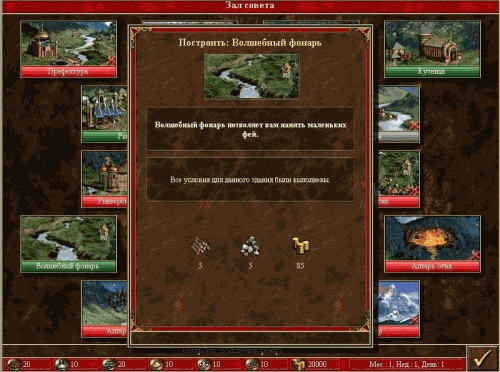 Зал совета
Построить: Волшебный фонарь
Префектура
Кузница
Волшебный фонарь позволяет вам нанять маленьких
фей.
Все условия для данного здания были выполнены.
Универс
Волшебный фонарь
Алтарь огня
5
5
85
Алтар
р
20
10
20
10
10
10
20000
Мес.: 1, Нед.: 1, День: 1